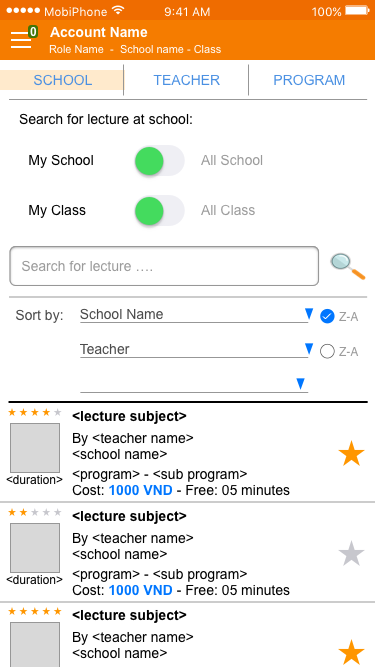 MobiPhone 9:41 AM 100%
0 Account Name
Role Name - School name - Class
SCHOOL TEACHER PROGRAM
Search for lecture at school:
My School All School
My Class All Class
Search for lecture ....
Sort by: School Name Z-A
Teacher Z-A
<lecture subject>
By <teacher name>
<school name>
<duration> <program> - <sub program>
Cost: 1000 VND - Free: 05 minutes
<lecture subject>
By <teacher name>
<school name>
<duration> <program> - <sub program>
Cost: 1000 VND - Free: 05 minutes
<lecture subject>
By <teacher name>
<school name>